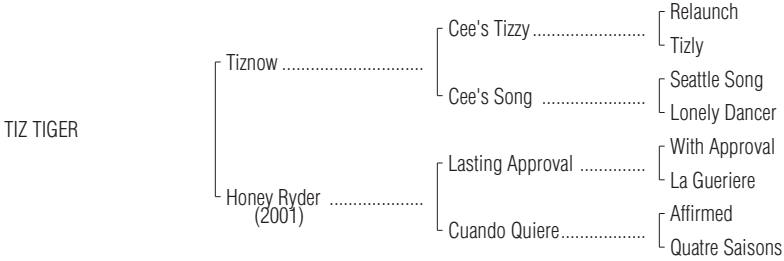 Relaunch
Cee's Tizzy ........................
Tizly
Tiznow ..............................
Seattle Song
Cee's Song ......................
Lonely Dancer
TIZ TIGER
With Approval
Lasting Approval ..............
La Gueriere
Honey Ryder ....................
(2001)
Affirmed
Cuando Quiere..................
Quatre Saisons